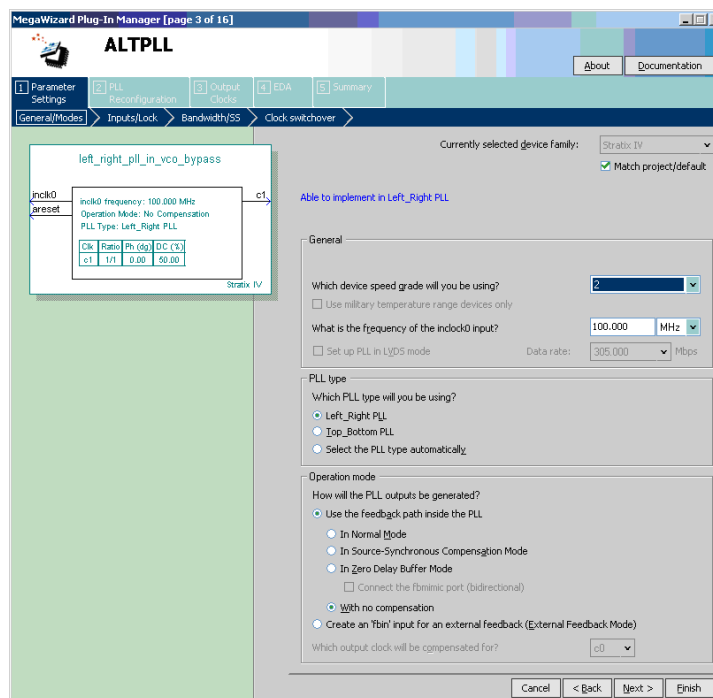 MegaWizard Plug-In Manager [page 3 of 16]
ALTPLL
About Documentation
1 Parameter Settings
2 PLL Reconfiguration
3 Output Clocks
4 EDA
5 Summary
General/Modes Inputs/Lock Bandwidth/SS Clock switchover
left_right_pll_in_vco_bypass
inclk0
areset
c1
inclk0 frequency: 100.000 MHz
Operation Mode: No Compensation
PLL Type: Left_Right PLL
Clk Ratio Ph (dg) DC (%)
c1 1/1 0.00 50.00
Stratix IV
Currently selected device family: Stratix IV
Match project/default
Able to implement in Left_Right PLL
General
Which device speed grade will you be using? 2
Use military temperature range devices only
What is the frequency of the inclock0 input? 100.000 MHz
Set up PLL in LVDS mode Data rate: 305.000 Mbps
PLL type
Which PLL type will you be using?
Left_Right PLL
Top_Bottom PLL
Select the PLL type automatically
Operation mode
How will the PLL outputs be generated?
Use the feedback path inside the PLL
In Normal Mode
In Source-Synchronous Compensation Mode
In Zero Delay Buffer Mode
Connect the fbmimic port (bidirectional)
With no compensation
Create an 'fbin' input for an external feedback (External Feedback Mode)
Which output clock will be compensated for? c0
Cancel < Back Next > Finish